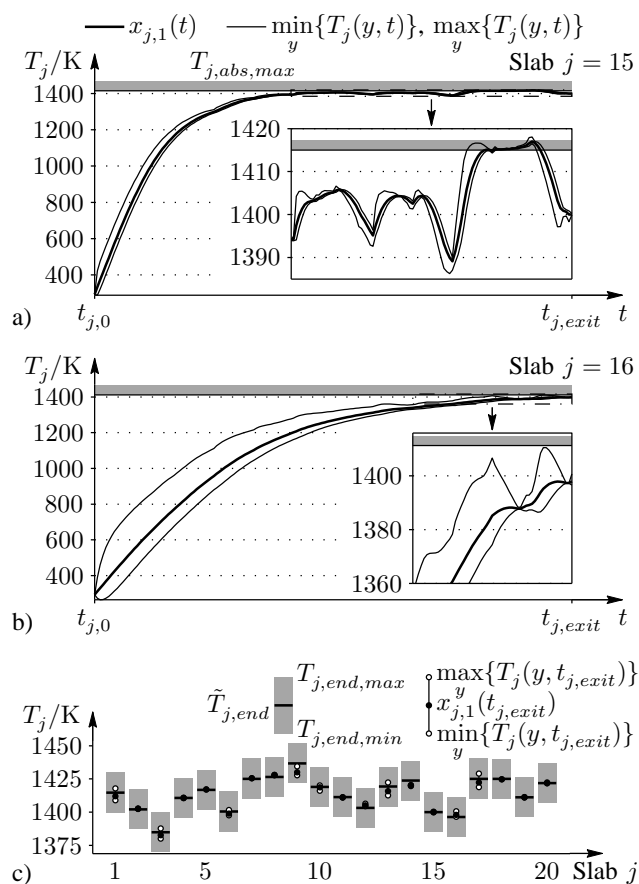 x_{j,1}(t) min_y{T_j(y, t)}, max_y{T_j(y, t)}
T_j/K T_{j,abs,max} Slab j = 15
1400
1200
1000
800
600
400
1420
1410
1400
1390
t_{j,0} t_{j,exit} t
a)
T_j/K Slab j = 16
1400
1200
1000
800
600
400
1400
1380
1360
t_{j,0} t_{j,exit} t
b)
T_{j,end,max} max_y{T_j(y, t_{j,exit})}
T̃_{j,end} x_{j,1}(t_{j,exit})
T_{j,end,min} min_y{T_j(y, t_{j,exit})}
T_j/K
1450
1425
1400
1375
1 5 10 15 20 Slab j
c)